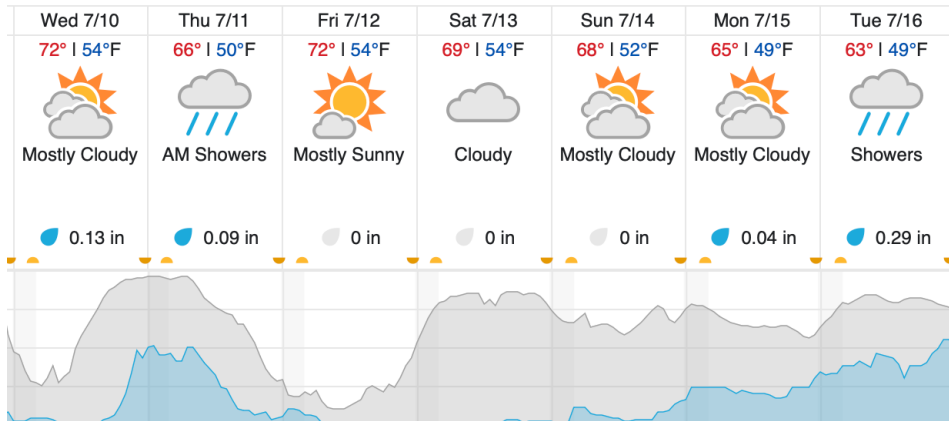 Wed 7/10 Thu 7/11 Fri 7/12 Sat 7/13 Sun 7/14 Mon 7/15 Tue 7/16
72° | 54°F 66° | 50°F 72° | 54°F 69° | 54°F 68° | 52°F 65° | 49°F 63° | 49°F
Mostly Cloudy AM Showers Mostly Sunny Cloudy Mostly Cloudy Mostly Cloudy Showers
0.13 in 0.09 in 0 in 0 in 0 in 0.04 in 0.29 in